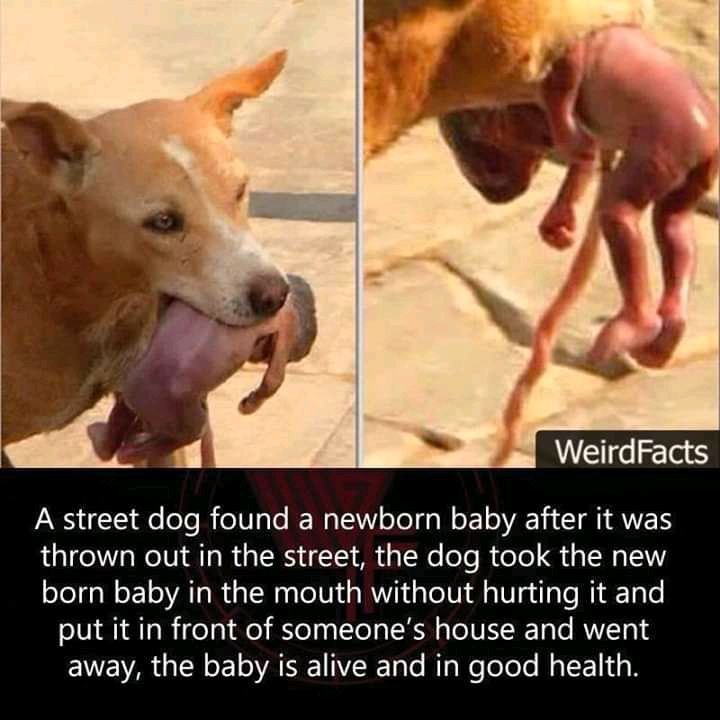 WeirdFacts
A street dog found a newborn baby after it was
thrown out in the street, the dog took the new
born baby in the mouth without hurting it and
put it in front of someone's house and went
away, the baby is alive and in good health.